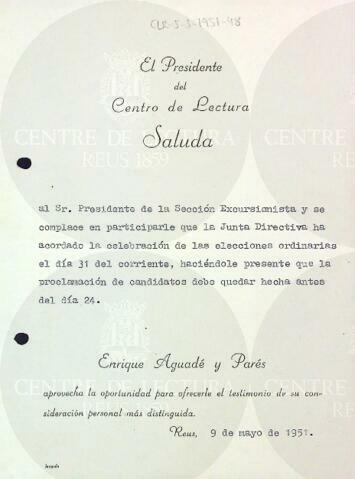 CLR-S.3-1951-48
El Presidente
del
Centro de Lectura
Saluda
al Sr. Presidente de la Sección Excursionista y se
complace en participarle que la Junta Directiva ha
acordado la celebración de las elecciones ordinarias
el día 31 del corriente, haciéndole presente que la
proclamación de candidatos debe quedar hecha antes
del día 24.
Enrique Aguadé y Parés
aprovecha la oportunidad para ofrecerle el testimonio de su con-
sideración personal más distinguida.
Reus, 9 de mayo de 1951.
CENTRE DE LECTURA
REUS 1859
CENTRE DE LECTURA
REUS 1859